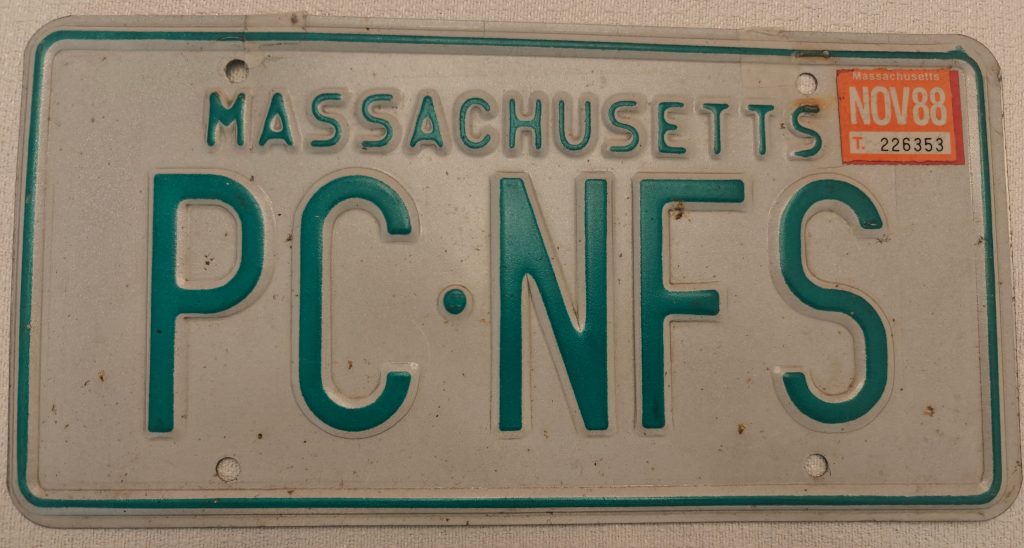 MASSACHUSETTS
Massachusetts
NOV88
T. 226353
PC·NFS